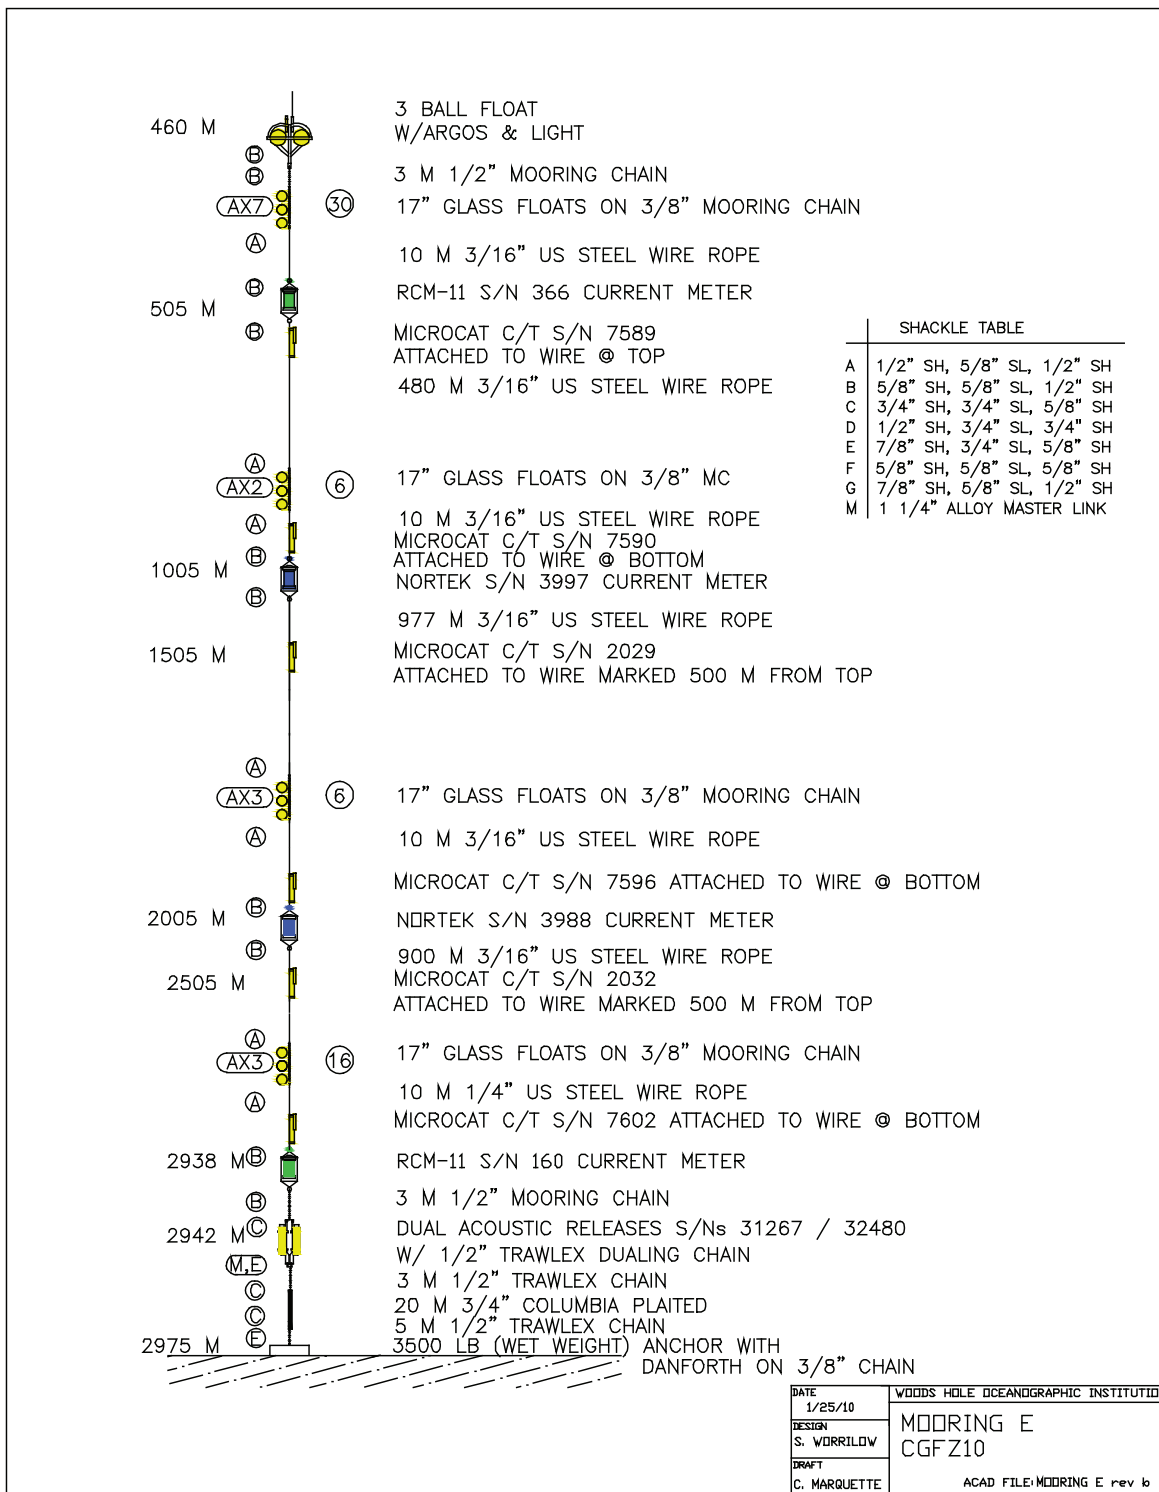 460 M
3 BALL FLOAT
W/ARGOS & LIGHT
B
B
3 M 1/2" MOORING CHAIN
AX7
30
17" GLASS FLOATS ON 3/8" MOORING CHAIN
A
10 M 3/16" US STEEL WIRE ROPE
B
RCM-11 S/N 366 CURRENT METER
505 M
B
MICROCAT C/T S/N 7589
ATTACHED TO WIRE @ TOP
480 M 3/16" US STEEL WIRE ROPE
SHACKLE TABLE
A 1/2" SH, 5/8" SL, 1/2" SH
B 5/8" SH, 5/8" SL, 1/2" SH
C 3/4" SH, 3/4" SL, 5/8" SH
D 1/2" SH, 3/4" SL, 3/4" SH
E 7/8" SH, 3/4" SL, 5/8" SH
F 5/8" SH, 5/8" SL, 5/8" SH
G 7/8" SH, 5/8" SL, 1/2" SH
M 1 1/4" ALLOY MASTER LINK
A
AX2
6
17" GLASS FLOATS ON 3/8" MC
A
10 M 3/16" US STEEL WIRE ROPE
MICROCAT C/T S/N 7590
B
ATTACHED TO WIRE @ BOTTOM
1005 M
NORTEK S/N 3997 CURRENT METER
B
977 M 3/16" US STEEL WIRE ROPE
1505 M
MICROCAT C/T S/N 2029
ATTACHED TO WIRE MARKED 500 M FROM TOP
A
AX3
6
17" GLASS FLOATS ON 3/8" MOORING CHAIN
A
10 M 3/16" US STEEL WIRE ROPE
MICROCAT C/T S/N 7596 ATTACHED TO WIRE @ BOTTOM
B
2005 M
NORTEK S/N 3988 CURRENT METER
B
900 M 3/16" US STEEL WIRE ROPE
2505 M
MICROCAT C/T S/N 2032
ATTACHED TO WIRE MARKED 500 M FROM TOP
A
AX3
16
17" GLASS FLOATS ON 3/8" MOORING CHAIN
A
10 M 1/4" US STEEL WIRE ROPE
MICROCAT C/T S/N 7602 ATTACHED TO WIRE @ BOTTOM
2938 M
B
RCM-11 S/N 160 CURRENT METER
B
3 M 1/2" MOORING CHAIN
2942 M
C
DUAL ACOUSTIC RELEASES S/Ns 31267 / 32480
W/ 1/2" TRAWLEX DUALING CHAIN
M,E
3 M 1/2" TRAWLEX CHAIN
C
20 M 3/4" COLUMBIA PLAITED
C
5 M 1/2" TRAWLEX CHAIN
E
2975 M
3500 LB (WET WEIGHT) ANCHOR WITH
DANFORTH ON 3/8" CHAIN
DATE
1/25/10
DESIGN
S. WORRILOW
DRAFT
C. MARQUETTE
WOODS HOLE OCEANOGRAPHIC INSTITUTIO
MOORING E
CGFZ10
ACAD FILE:MOORING E rev b